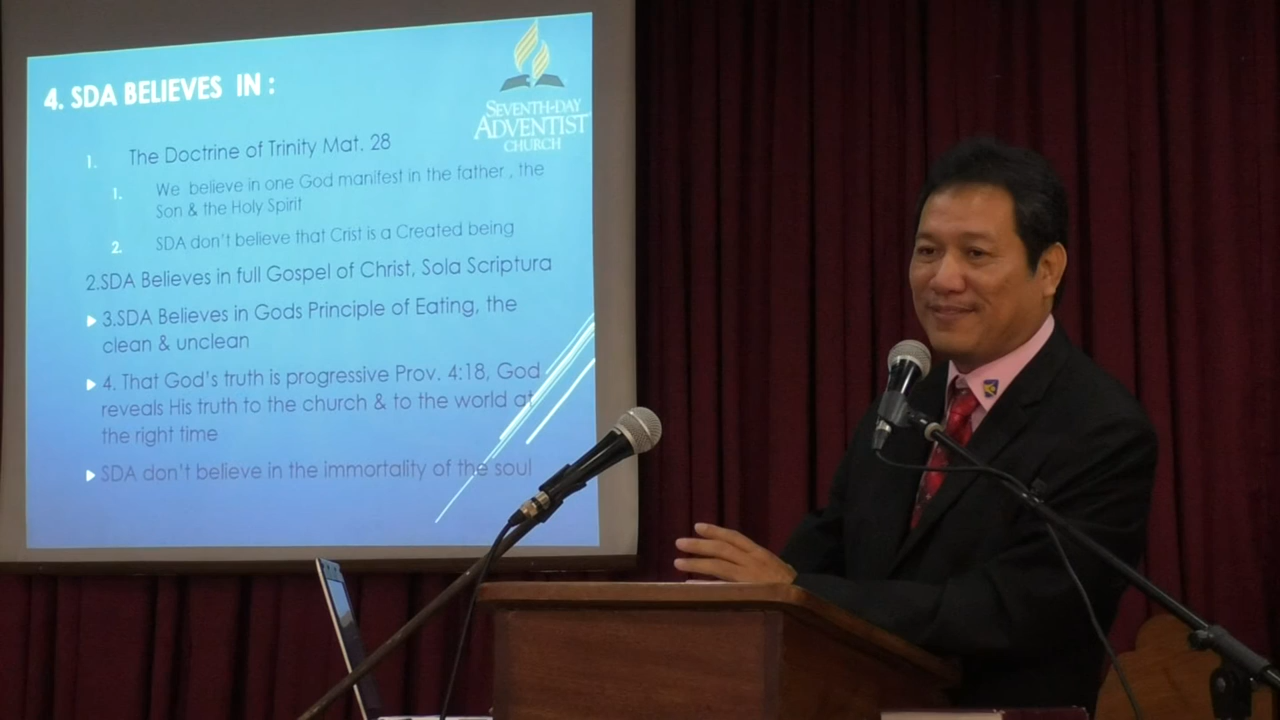 4. SDA BELIEVES IN :
SEVENTH-DAY
ADVENTIST
CHURCH
1. The Doctrine of Trinity Mat. 28
1. We believe in one God manifest in the father , the
Son & the Holy Spirit
2. SDA don't believe that Crist is a Created being
2.SDA Believes in full Gospel of Christ, Sola Scriptura
3.SDA Believes in Gods Principle of Eating, the
clean & unclean
4. That God's truth is progressive Prov. 4:18, God
reveals His truth to the church & to the world at
the right time
SDA don't believe in the immortality of the soul